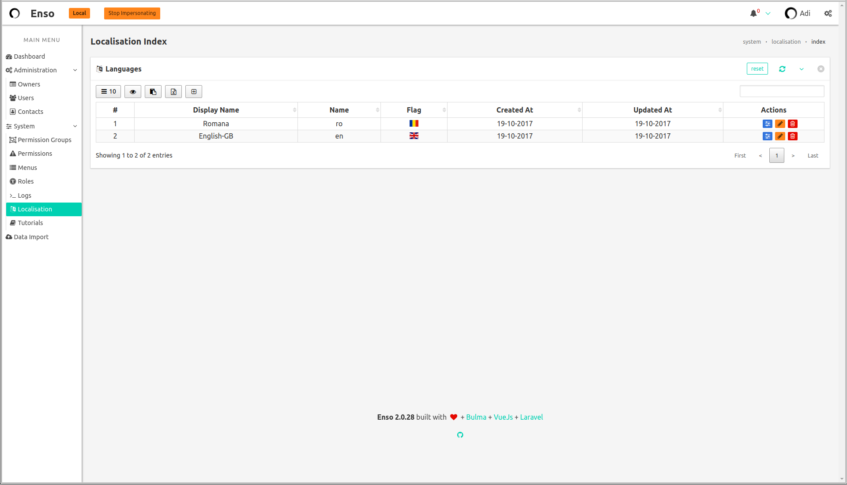 Enso Local Stop Impersonating 0 Adi
MAIN MENU
Dashboard
Administration
Owners
Users
Contacts
System
Permission Groups
Permissions
Menus
Roles
Logs
Localisation
Tutorials
Data Import
Localisation Index
system localisation index
Languages reset
10
# Display Name Name Flag Created At Updated At Actions
1 Romana ro 19-10-2017 19-10-2017
2 English-GB en 19-10-2017 19-10-2017
Showing 1 to 2 of 2 entries First « 1 » Last
Enso 2.0.28 built with + Bulma + VueJs + Laravel